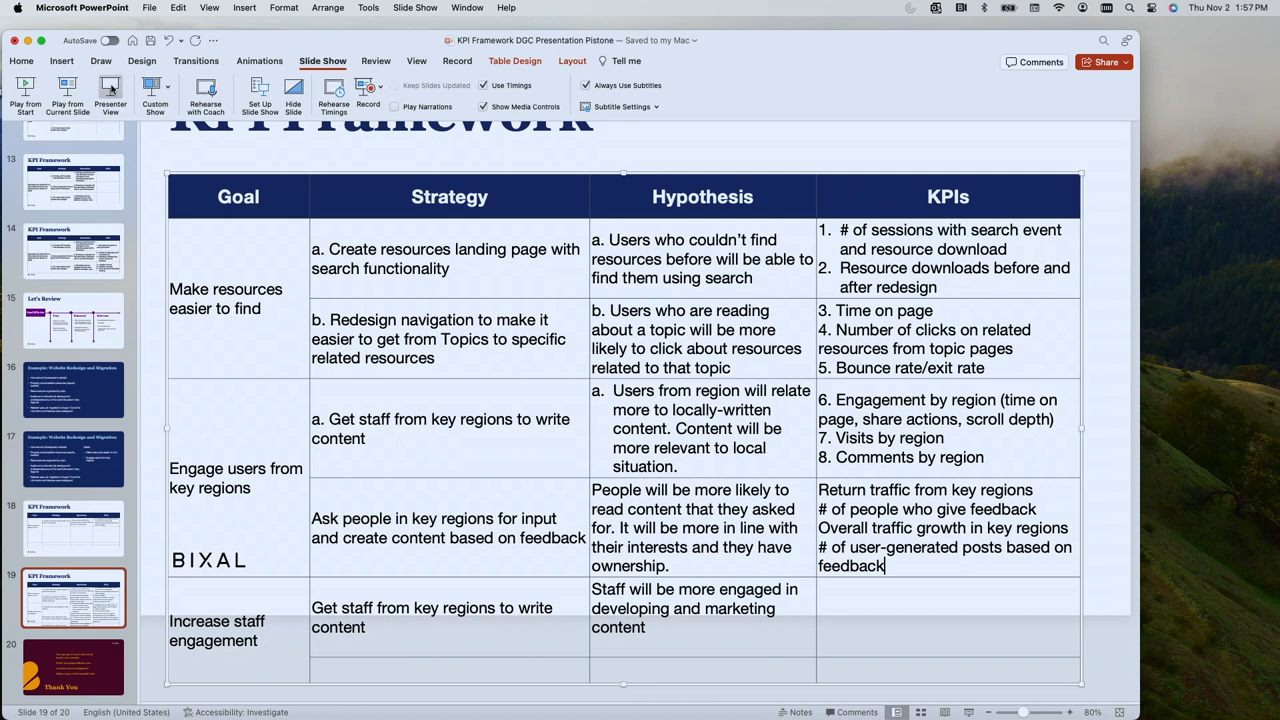 Microsoft PowerPoint File Edit View Insert Format Arrange Tools Slide Show Window Help Thu Nov 2 1:57 PM
AutoSave KPI Framework DGC Presentation Pistone — Saved to my Mac
Home Insert Draw Design Transitions Animations Slide Show Review View Record Table Design Layout Tell me Comments Share
Play from Start
Play from Current Slide
Presenter View
Custom Show
Rehearse with Coach
Set Up Slide Show
Hide Slide
Rehearse Timings
Record
Keep Slides Updated
Play Narrations
Use Timings
Show Media Controls
Always Use Subtitles
Subtitle Settings
13
KPI Framework
14
KPI Framework
15
Let's Review
16
Example: Website Redesign and Migration
17
Example: Website Redesign and Migration
18
KPI Framework
19
KPI Framework
20
Thank You
KPI Framework
Goal Strategy Hypothesis KPIs
Make resources
easier to find
a. Create resources landing page with
search functionality
a. Users who couldn't find
resources before will be able to
find them using search
1. # of sessions with search event
and resource download
2. Resource downloads before and
after redesign
b. Redesign navigation to make it
easier to get from Topics to specific
related resources
b. Users who are reading
about a topic will be more
likely to click about resources
related to that topic
3. Time on page
4. Number of clicks on related
resources from topic pages
5. Bounce and exit rate
Engage users from
key regions
a. Get staff from key regions to write
content
a. Users from regions will relate
more to locally-written
content. Content will be
more relevant to local
situation.
6. Engagement by region (time on
page, share actions, scroll depth)
7. Visits by region
8. Comments by region
Ask people in key regions for input
and create content based on feedback
People will be more likely to
read content that they asked
for. It will be more in line with
their interests and they have
ownership.
Return traffic from key regions
# of people who give feedback
Overall traffic growth in key regions
# of user-generated posts based on
feedback
BIXAL
Increase staff
engagement
Get staff from key regions to write
content
Staff will be more engaged in
developing and marketing
content
Slide 19 of 20 English (United States) Accessibility: Investigate Notes Comments 80%